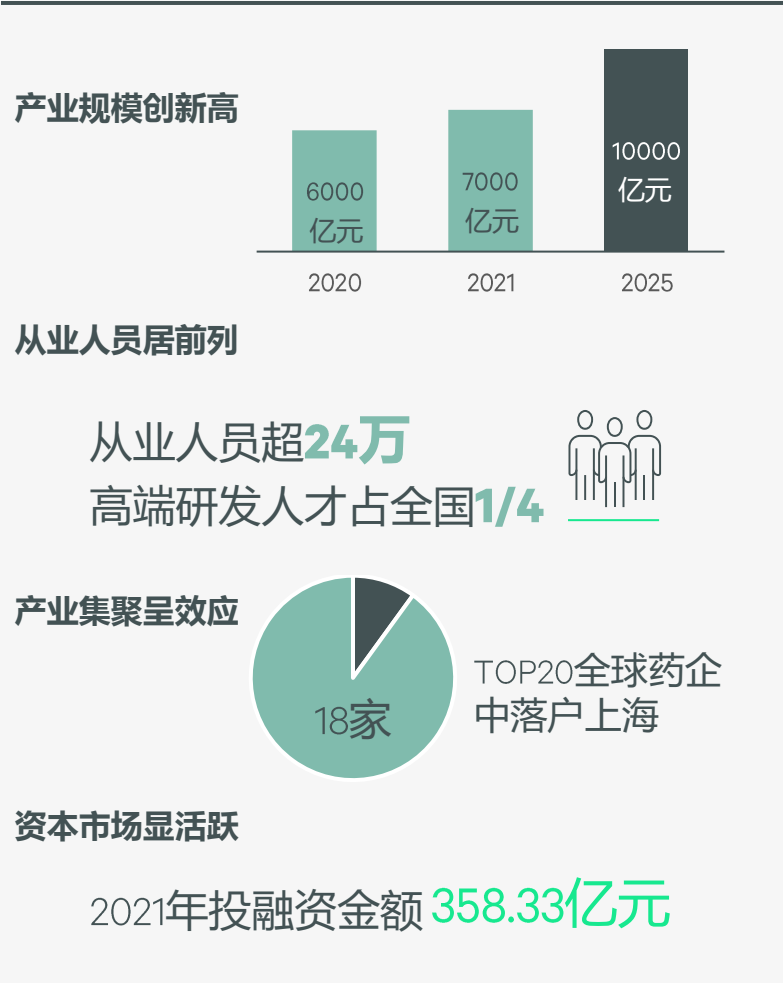 产业规模创新高
6000
亿元
7000
亿元
10000
亿元
2020
2021
2025
从业人员居前列
从业人员超24万
高端研发人才占全国1/4
产业集聚呈效应
18家
TOP20全球药企
中落户上海
资本市场显活跃
2021年投融资金额 358.33亿元